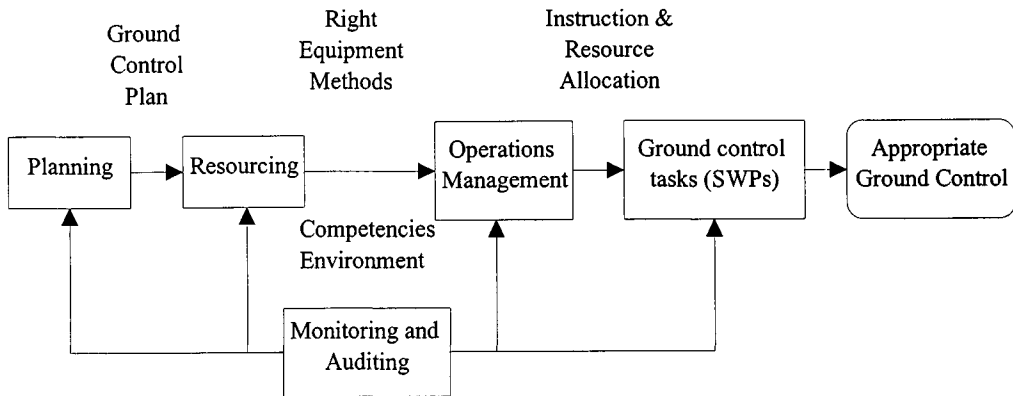 Ground
Control
Plan
Right
Equipment
Methods
Instruction &
Resource
Allocation
Planning
Resourcing
Operations
Management
Ground control
tasks (SWPs)
Appropriate
Ground Control
Competencies
Environment
Monitoring and
Auditing